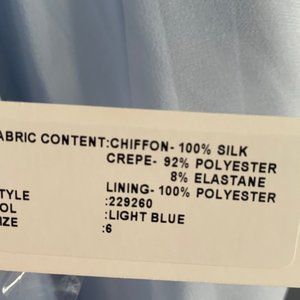 ABRIC CONTENT:CHIFFON- 100% SILK
CREPE- 92% POLYESTER
8% ELASTANE
LINING- 100% POLYESTER
TYLE :229260
OL :LIGHT BLUE
IZE :6